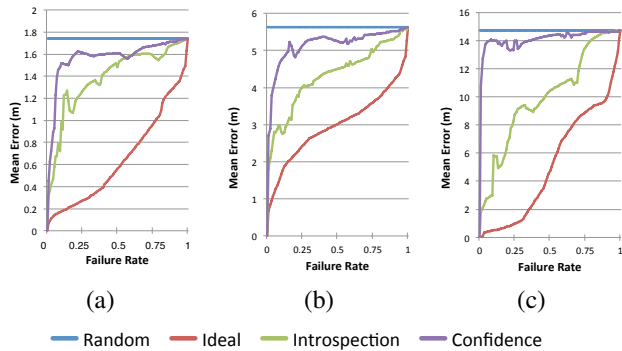 2
1.8
1.6
1.4
1.2
1
0.8
0.6
0.4
0.2
0
Mean Error (m)
0 0.25 0.5 0.75 1
Failure Rate
(a)
6
5
4
3
2
1
0
Mean Error (m)
0 0.25 0.5 0.75 1
Failure Rate
(b)
16
14
12
10
8
6
4
2
0
Mean Error (m)
0 0.25 0.5 0.75 1
Failure Rate
(c)
Random Ideal Introspection Confidence